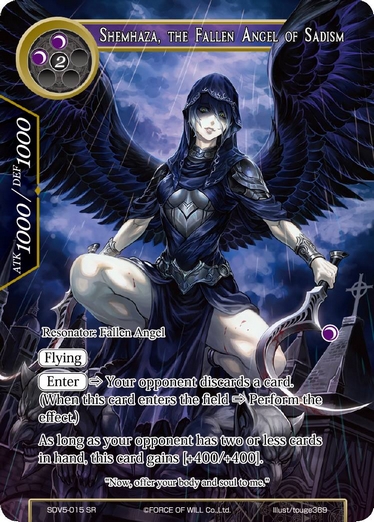 Shemhaza, the Fallen Angel of Sadism
2
ATK 1000 / DEF 1000
Resonator: Fallen Angel
Flying
Enter ⇨ Your opponent discards a card.
(When this card enters the field ⇨ Perform the
effect.)
As long as your opponent has two or less cards
in hand, this card gains [+400/+400].
"Now, offer your body and soul to me."
SDV5-015 SR ©FORCE OF WILL Co.,Ltd. Illust/touge369